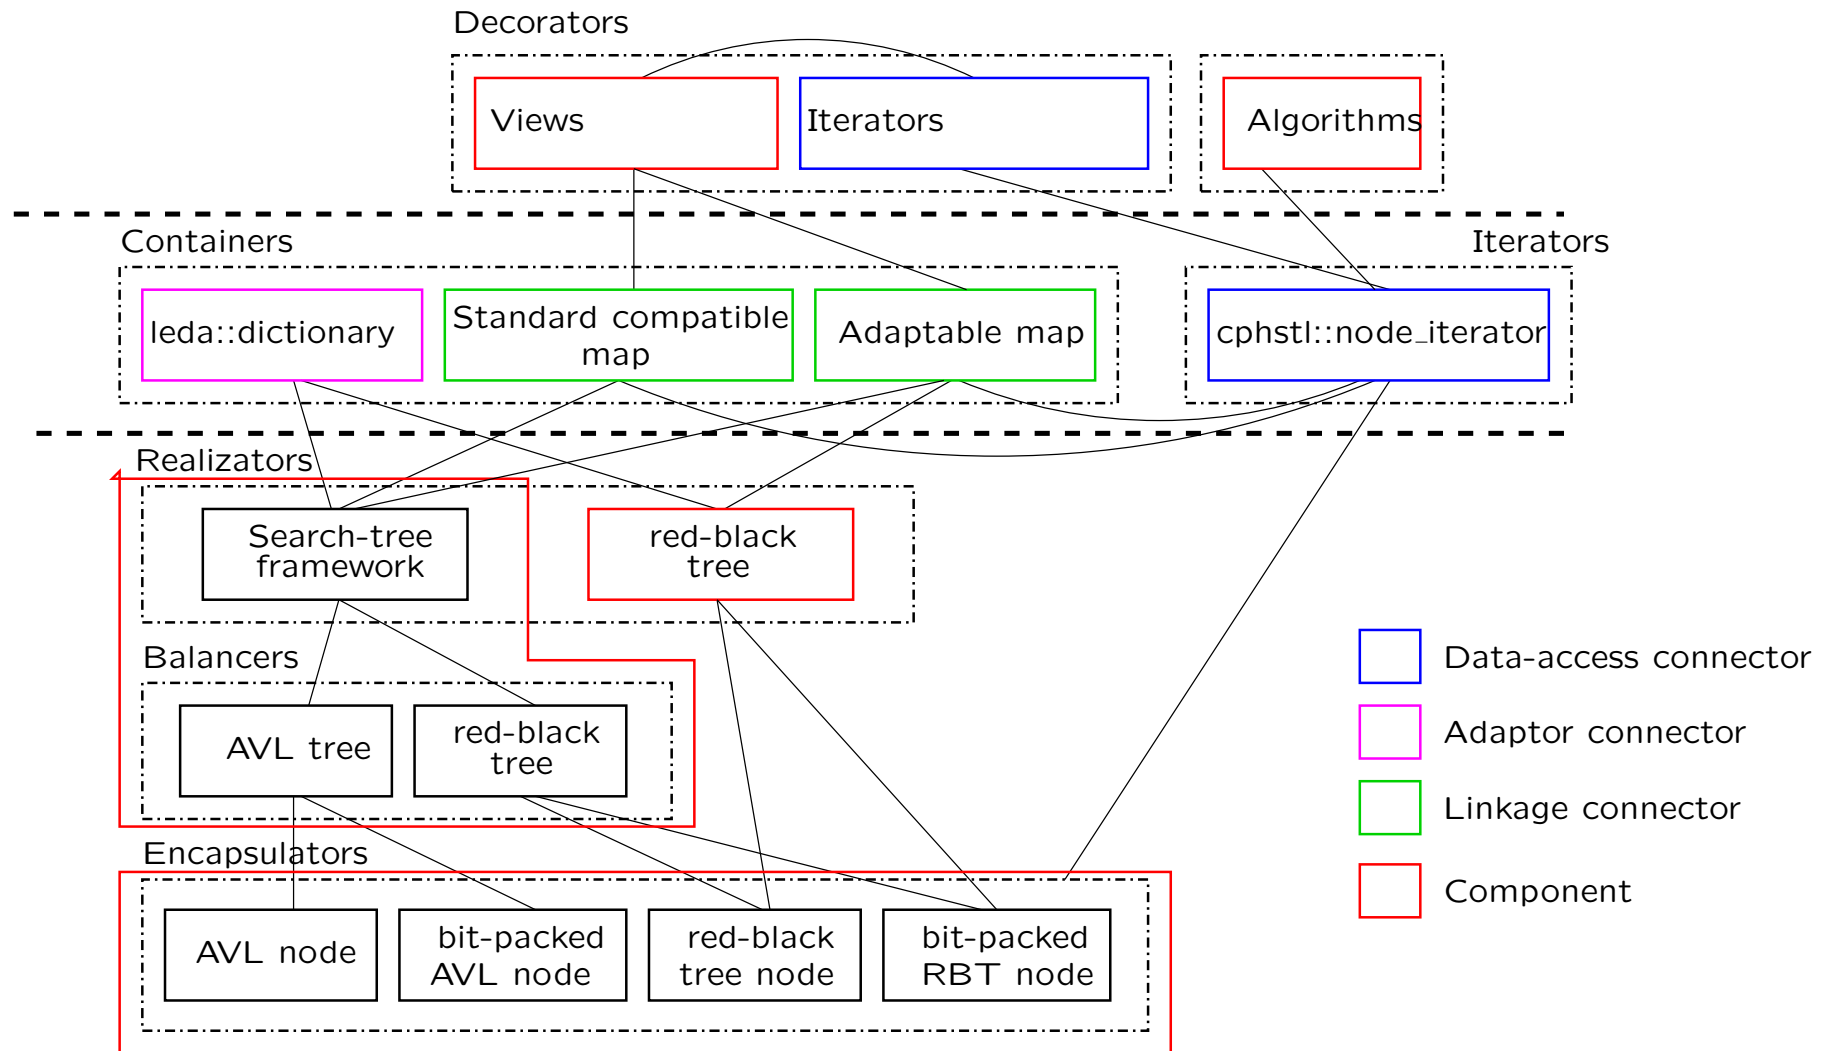 Decorators
Views
Iterators
Algorithms
Containers
Iterators
leda::dictionary
Standard compatible
map
Adaptable map
cphstl::node_iterator
Realizators
Search-tree
framework
red-black
tree
Balancers
AVL tree
red-black
tree
Data-access connector
Adaptor connector
Linkage connector
Component
Encapsulators
AVL node
bit-packed
AVL node
red-black
tree node
bit-packed
RBT node